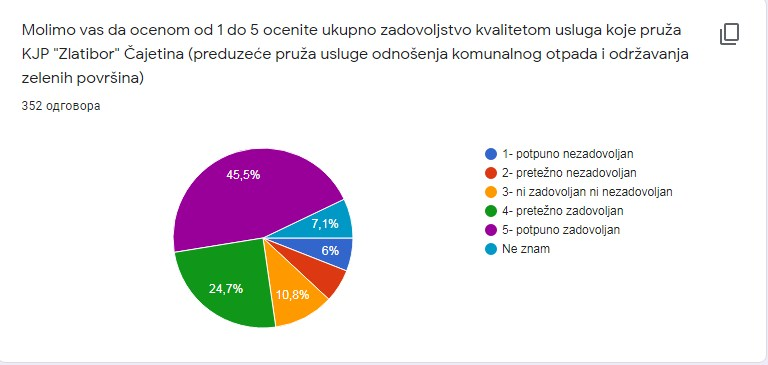 Molimo vas da ocenom od 1 do 5 ocenite ukupno zadovoljstvo kvalitetom usluga koje pruža
KJP "Zlatibor" Čajetina (preduzeće pruža usluge odnošenja komunalnog otpada i održavanja
zelenih površina)
352 одговора
45,5%
7,1%
6%
24,7%
10,8%
1- potpuno nezadovoljan
2- pretežno nezadovoljan
3- ni zadovoljan ni nezadovoljan
4- pretežno zadovoljan
5- potpuno zadovoljan
Ne znam